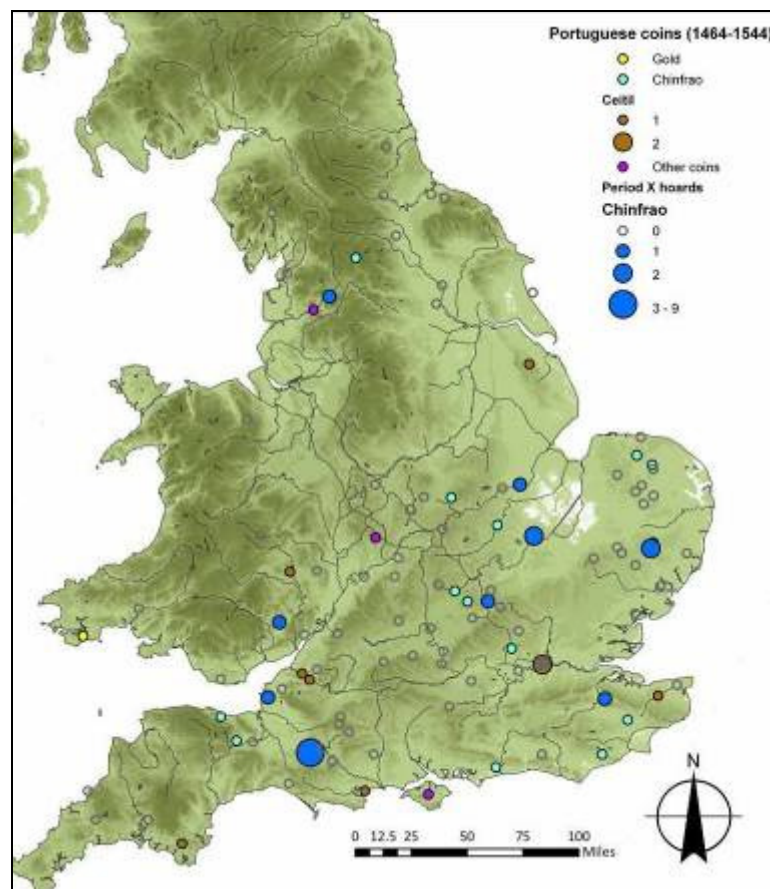 Portuguese coins (1464-1544)
Gold
Chinfrao
Ceitil
1
2
Other coins
Period X hoards
Chinfrao
0
1
2
3 - 9
N
0 12.5 25 50 75 100
Miles